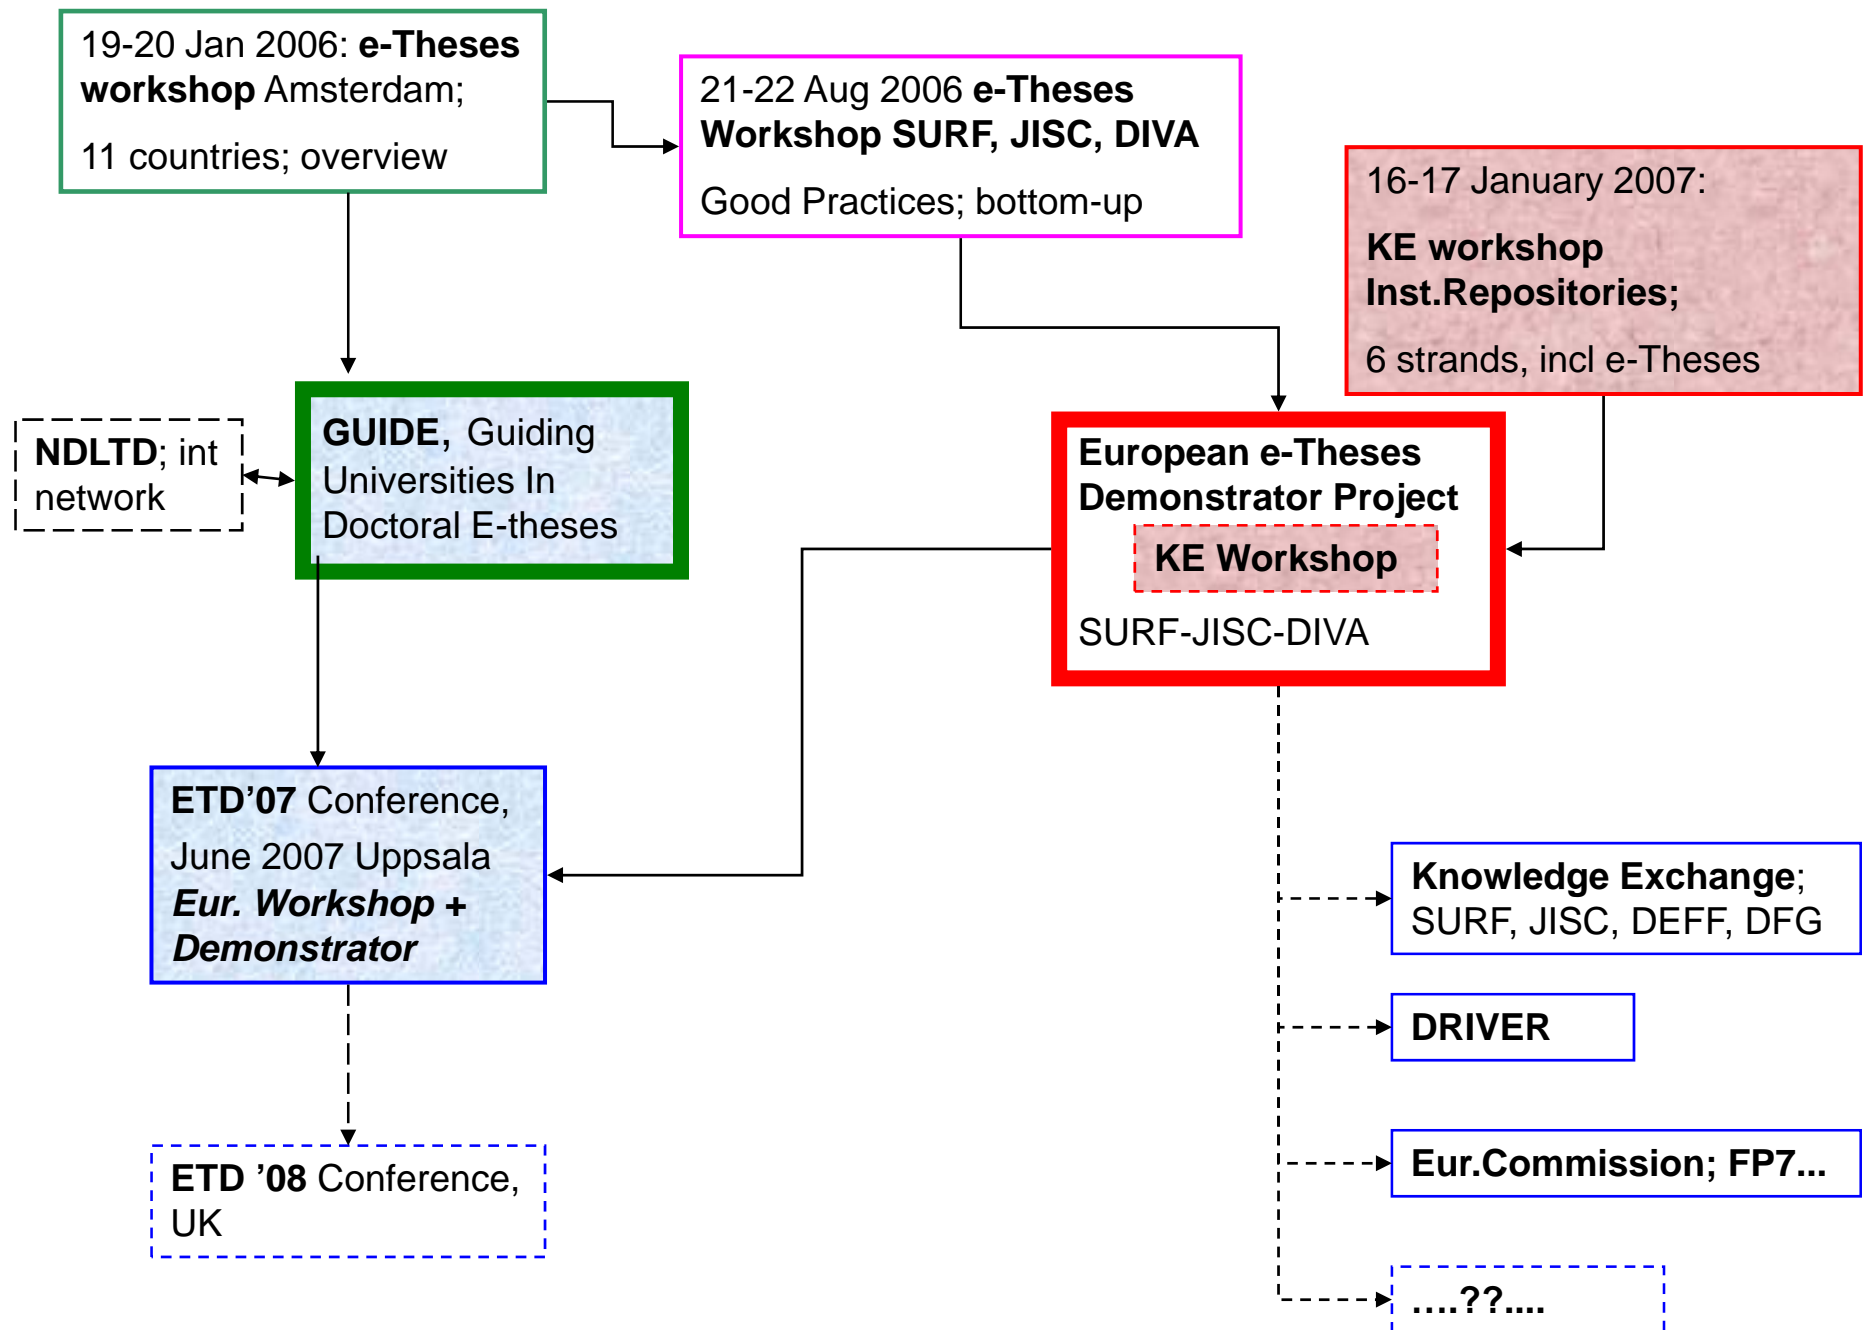 19-20 Jan 2006: e-Theses
workshop Amsterdam;
11 countries; overview
21-22 Aug 2006 e-Theses
Workshop SURF, JISC, DIVA
Good Practices; bottom-up
16-17 January 2007:
KE workshop
Inst.Repositories;
6 strands, incl e-Theses
NDLTD; int
network
GUIDE, Guiding
Universities In
Doctoral E-theses
European e-Theses
Demonstrator Project
KE Workshop
SURF-JISC-DIVA
ETD’07 Conference,
June 2007 Uppsala
Eur. Workshop +
Demonstrator
Knowledge Exchange;
SURF, JISC, DEFF, DFG
DRIVER
Eur.Commission; FP7...
ETD ’08 Conference,
UK
….??....